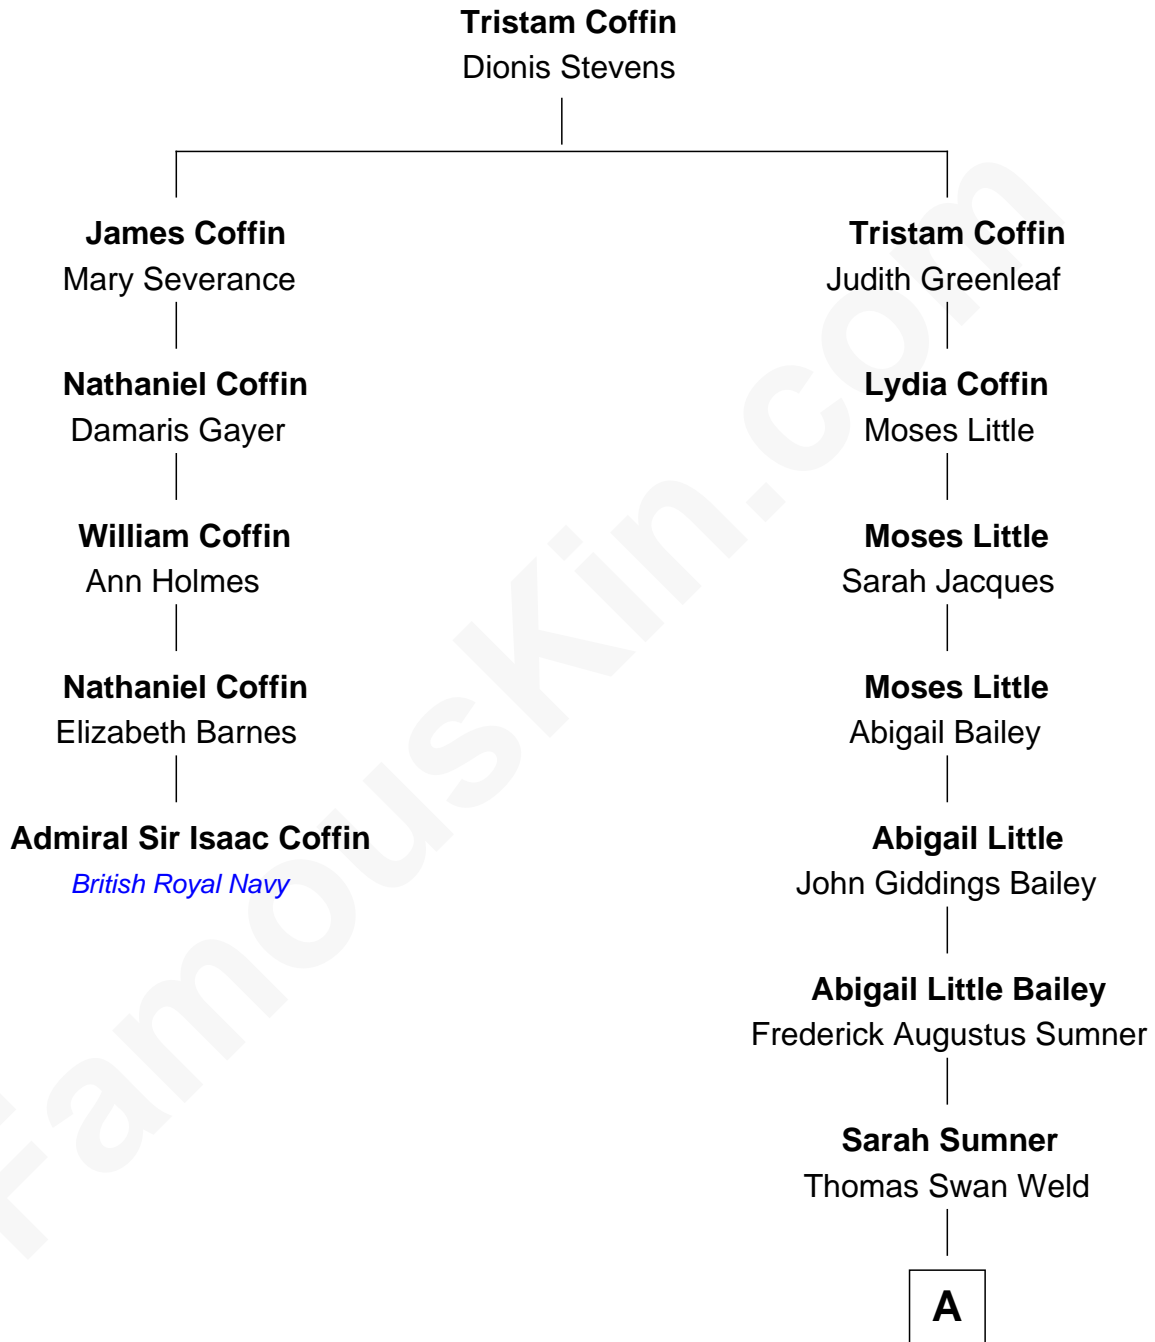 Tristam Coffin
Dionis Stevens
James Coffin
Mary Severance
Nathaniel Coffin
Damaris Gayer
William Coffin
Ann Holmes
Nathaniel Coffin
Elizabeth Barnes
Admiral Sir Isaac Coffin
British Royal Navy
Tristam Coffin
Judith Greenleaf
Lydia Coffin
Moses Little
Moses Little
Sarah Jacques
Moses Little
Abigail Bailey
Abigail Little
John Giddings Bailey
Abigail Little Bailey
Frederick Augustus Sumner
Sarah Sumner
Thomas Swan Weld
A
FamousKin.com